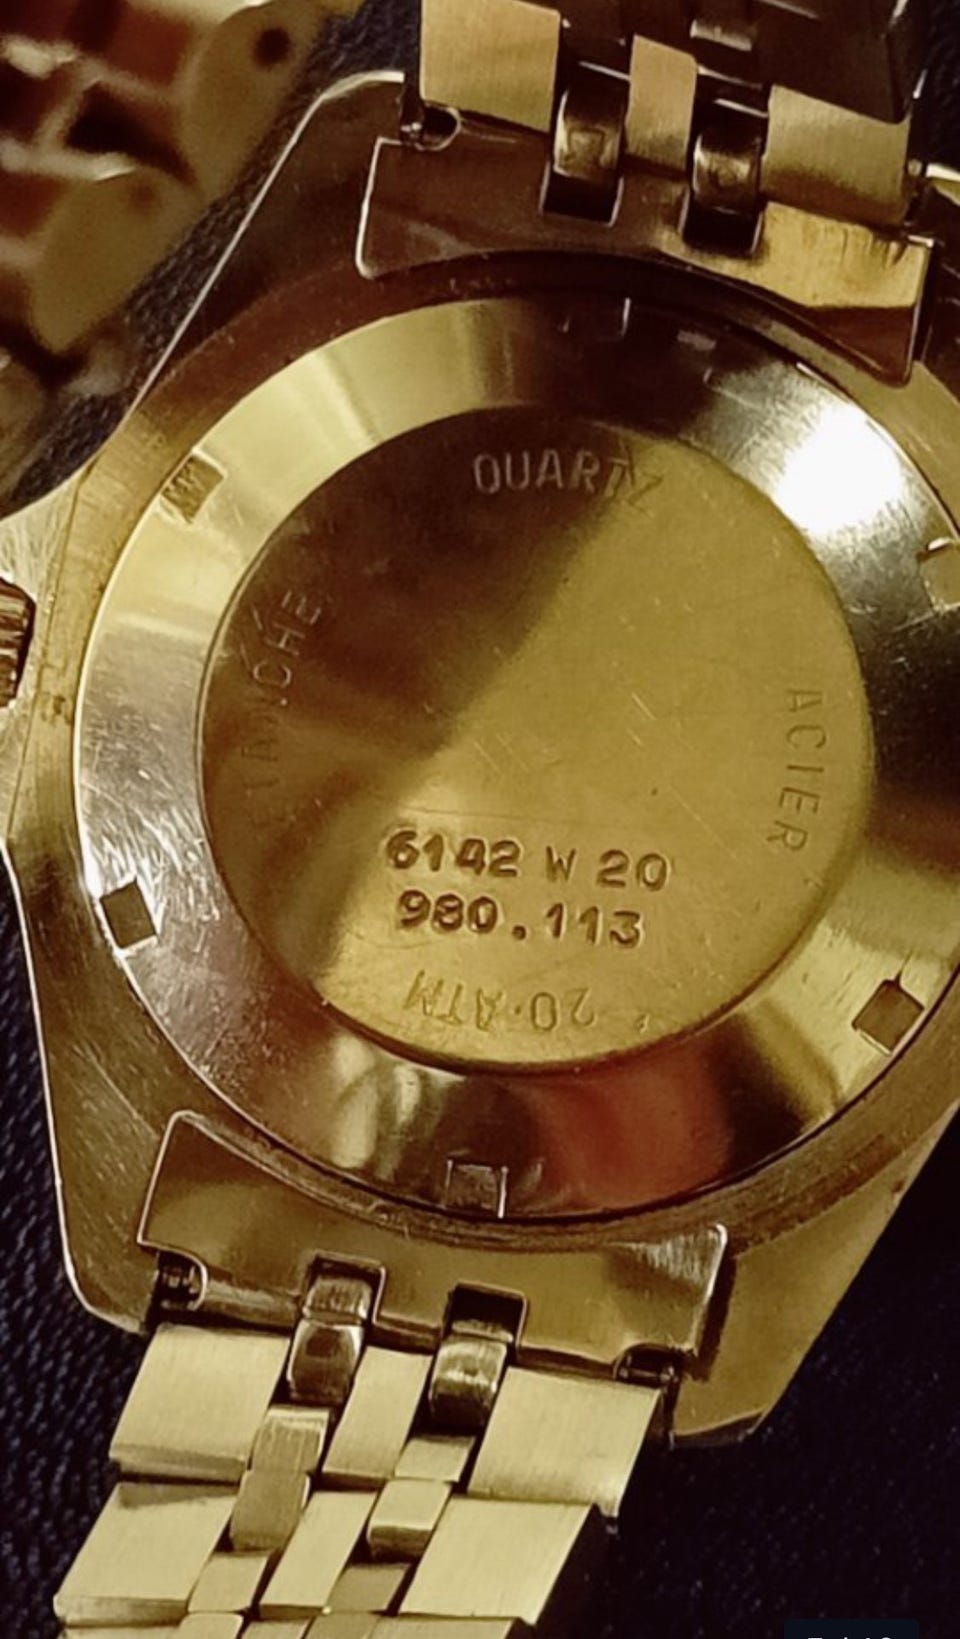 QUARTZ
ACIER
6142 W 20
980.113
20·ATM